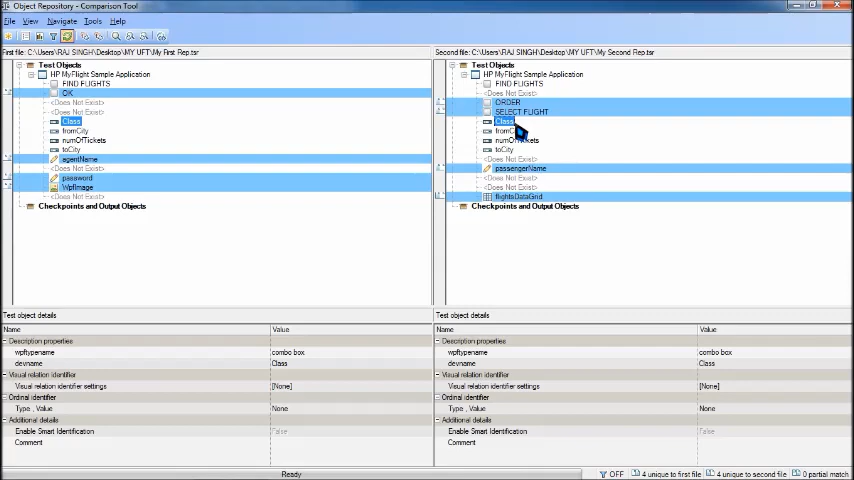 Object Repository - Comparison Tool
File View Navigate Tools Help
First file: C:\Users\RAJ SINGH\Desktop\MY UFT\My First Rep.tsr
Test Objects
HP MyFlight Sample Application
FIND FLIGHTS
OK
<Does Not Exist>
<Does Not Exist>
Class
fromCity
numOfTickets
toCity
agentName
<Does Not Exist>
password
WpfImage
<Does Not Exist>
Checkpoints and Output Objects
Second file: C:\Users\RAJ SINGH\Desktop\MY UFT\My Second Rep.tsr
Test Objects
HP MyFlight Sample Application
FIND FLIGHTS
<Does Not Exist>
ORDER
SELECT FLIGHT
Class
fromC
numOfTickets
toCity
<Does Not Exist>
passengerName
<Does Not Exist>
<Does Not Exist>
flightsDataGrid
Checkpoints and Output Objects
Test object details
Name Value
Description properties
wpftypename combo box
devname Class
Visual relation identifier
Visual relation identifier settings [None]
Ordinal identifier
Type , Value None
Additional details
Enable Smart Identification False
Comment
Test object details
Name Value
Description properties
wpftypename combo box
devname Class
Visual relation identifier
Visual relation identifier settings [None]
Ordinal identifier
Type , Value None
Additional details
Enable Smart Identification False
Comment
Ready OFF 4 unique to first file 4 unique to second file 0 partial match